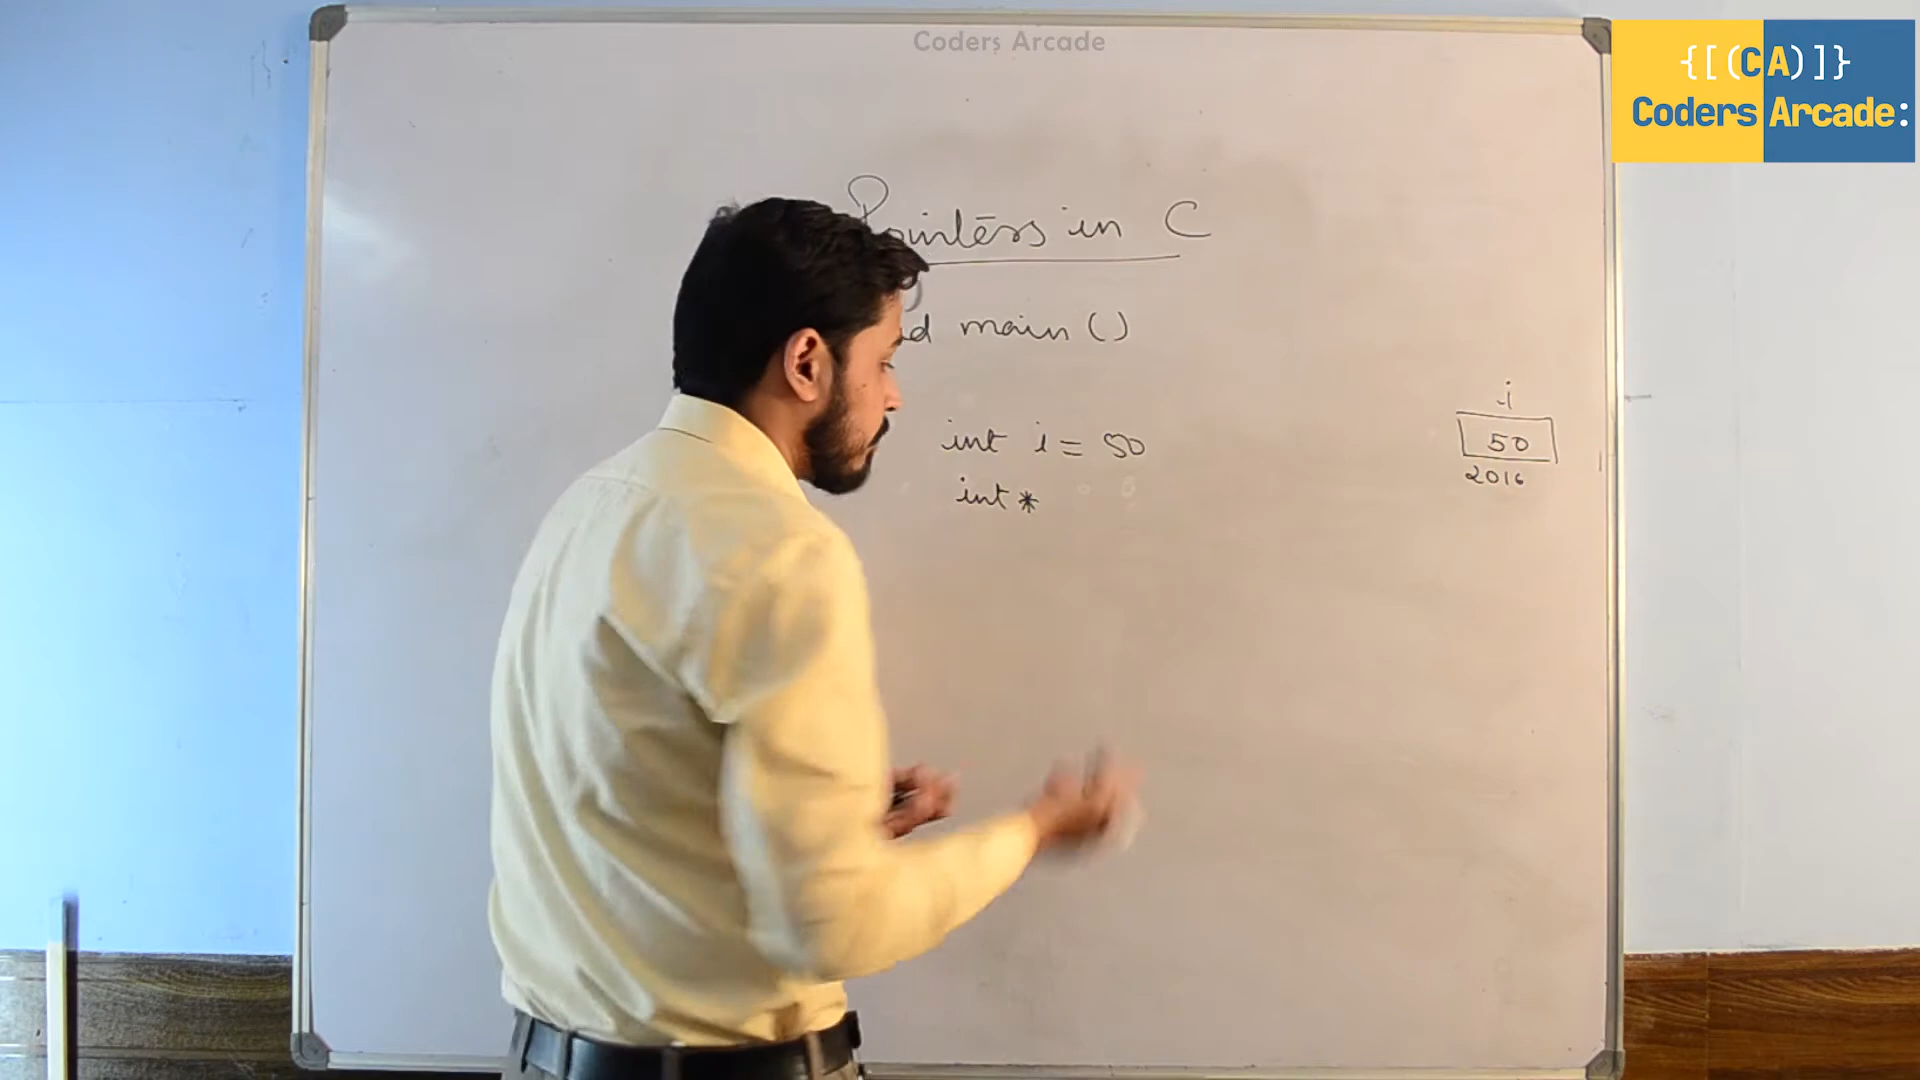 Coders Arcade
{[(CA)]}
Coders Arcade:
Pointers in C
main ()
i
int i = 50
50
2016
int *